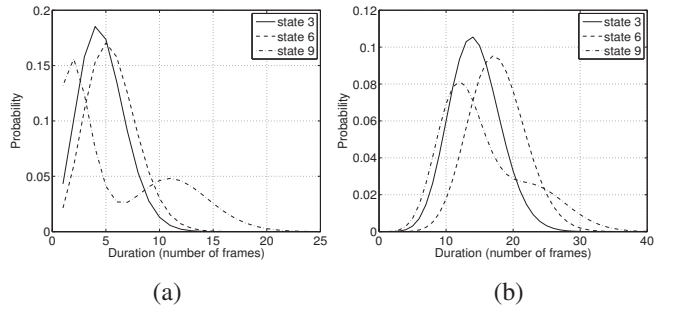 0.2
0.15
0.1
0.05
0
Probability
state 3
state 6
state 9
0 5 10 15 20 25
Duration (number of frames)
(a)
0.12
0.1
0.08
0.06
0.04
0.02
0
Probability
state 3
state 6
state 9
0 10 20 30 40
Duration (number of frames)
(b)